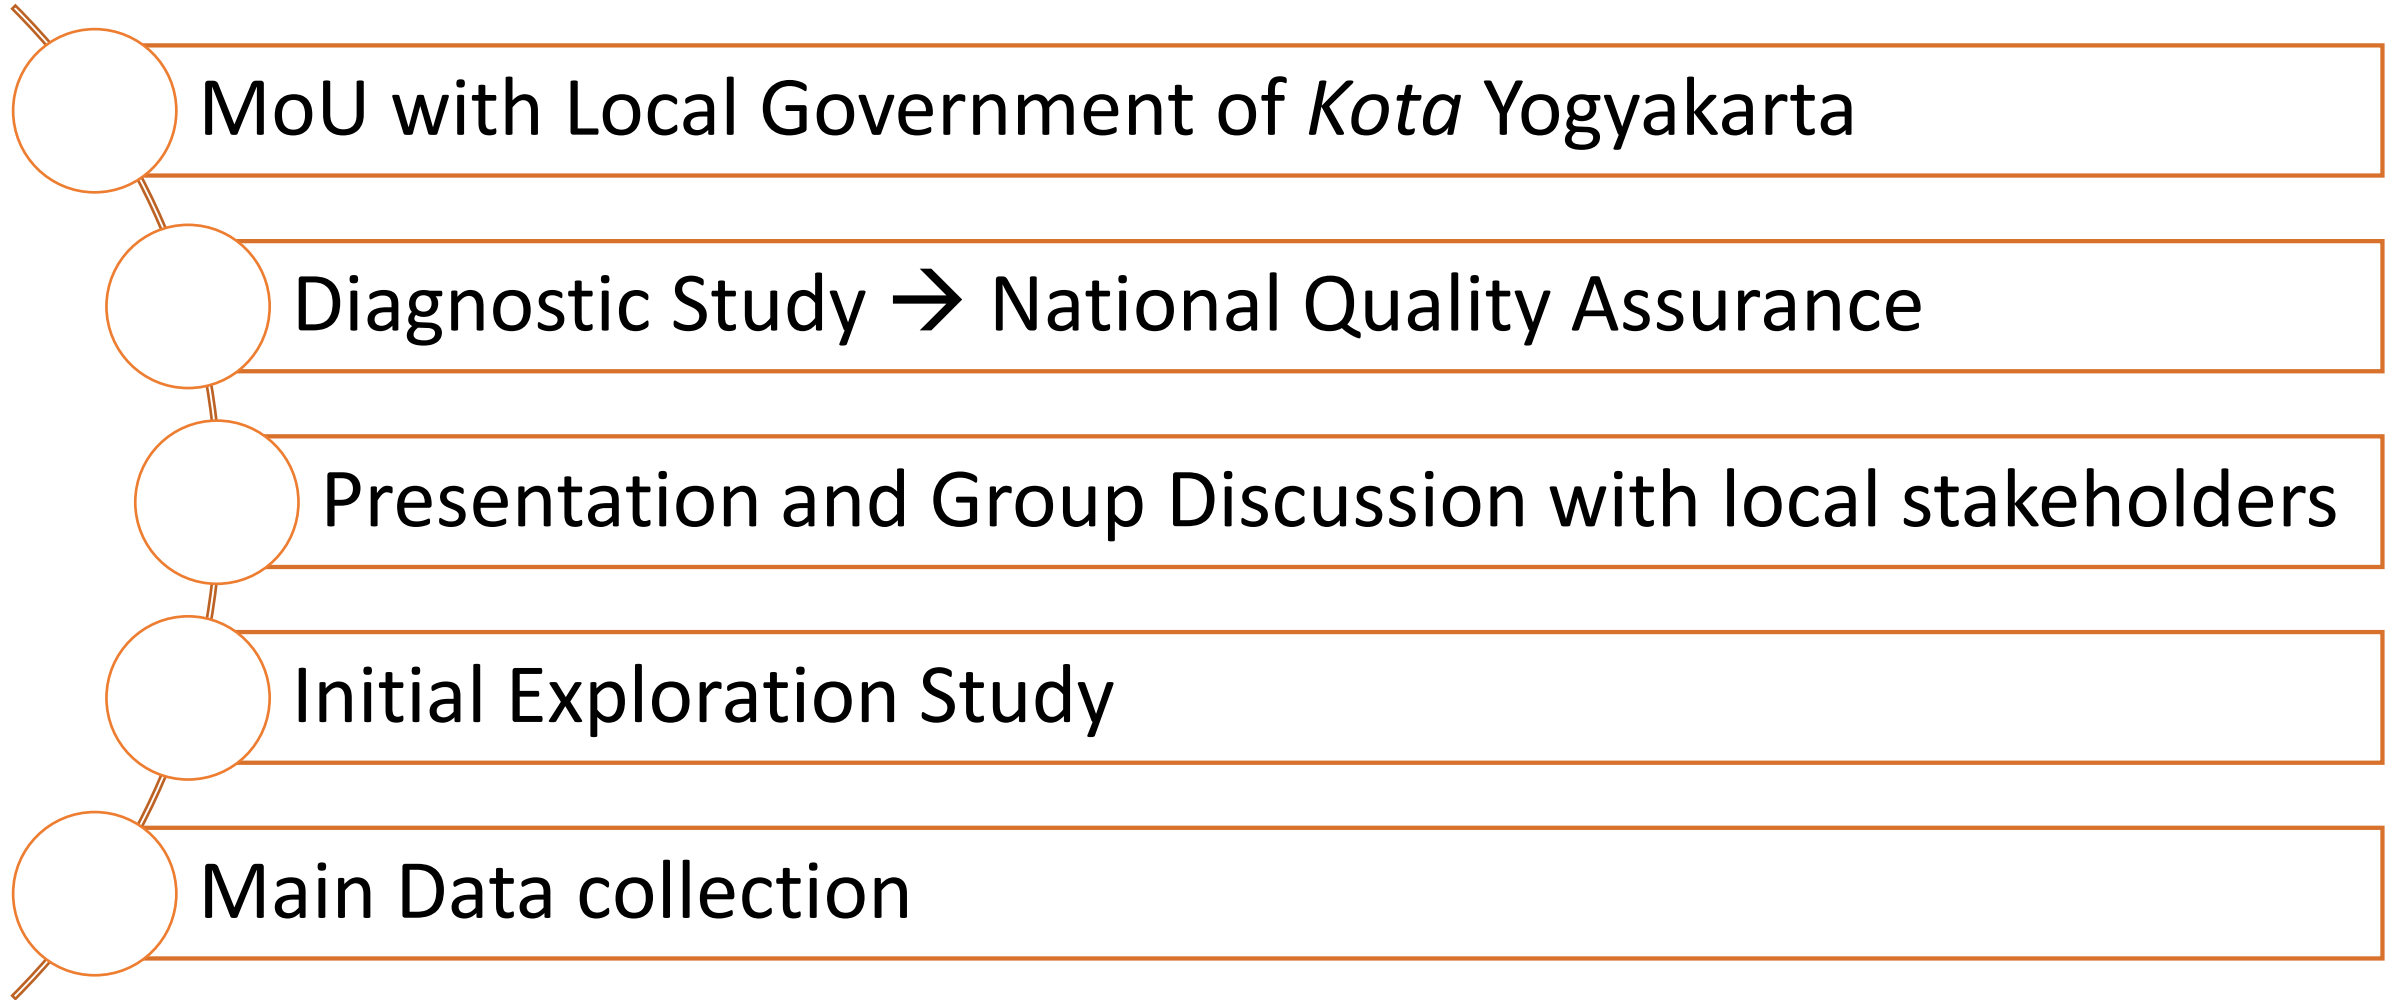 MoU with Local Government of Kota Yogyakarta
Diagnostic Study → National Quality Assurance
Presentation and Group Discussion with local stakeholders
Initial Exploration Study
Main Data collection